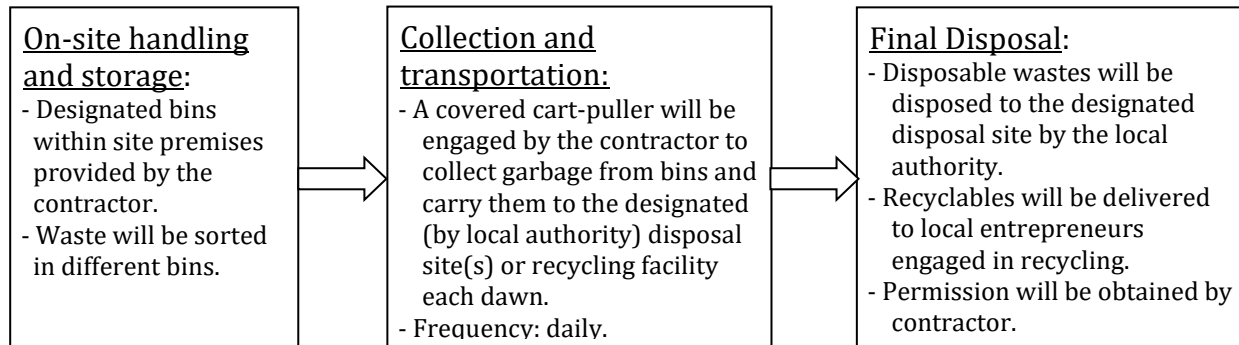 On-site handling
and storage:
- Designated bins
within site premises
provided by the
contractor.
- Waste will be sorted
in different bins.
Collection and
transportation:
- A covered cart-puller will be
engaged by the contractor to
collect garbage from bins and
carry them to the designated
(by local authority) disposal
site(s) or recycling facility
each dawn.
- Frequency: daily.
Final Disposal:
- Disposable wastes will be
disposed to the designated
disposal site by the local
authority.
- Recyclables will be delivered
to local entrepreneurs
engaged in recycling.
- Permission will be obtained by
contractor.